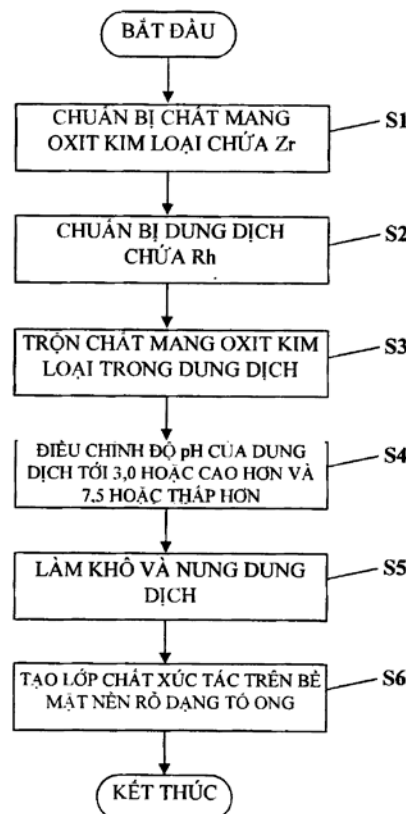 BẮT ĐẦU
CHUẨN BỊ CHẤT MANG
OXIT KIM LOẠI CHỨA Zr
S1
CHUẨN BỊ DUNG DỊCH
CHỨA Rh
S2
TRỘN CHẤT MANG OXIT KIM
LOẠI TRONG DUNG DỊCH
S3
ĐIỀU CHỈNH ĐỘ pH CỦA DUNG
DỊCH TỚI 3,0 HOẶC CAO HƠN VÀ
7,5 HOẶC THẤP HƠN
S4
LÀM KHÔ VÀ NUNG DUNG
DỊCH
S5
TẠO LỚP CHẤT XÚC TÁC TRÊN BỀ
MẶT NỀN RỖ DẠNG TỔ ONG
S6
KẾT THÚC